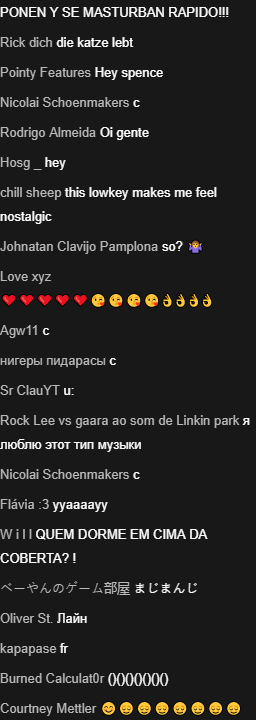 PONEN Y SE MASTURBAN RAPIDO!!!
Rick dich die katze lebt
Pointy Features Hey spence
Nicolai Schoenmakers c
Rodrigo Almeida Oi gente
Hosg _ hey
chill sheep this lowkey makes me feel
nostalgic
Johnatan Clavijo Pamplona so? 🤷🏽‍♀️
Love xyz
❤️❤️❤️❤️❤️😘😘😘😘👌👌👌👌
Agw11 c
нигеры пидарасы c
Sr ClauYT u:
Rock Lee vs gaara ao som de Linkin park я
люблю этот тип музыки
Nicolai Schoenmakers c
Flávia :3 yyaaaayy
W i l l QUEM DORME EM CIMA DA
COBERTA? !
べーやんのゲーム部屋 まじまんじ
Oliver St. Лайн
kapapase fr
Burned Calculat0r ()()()()()()()
Courtney Mettler 😊😔😔😔😔😔😔😔